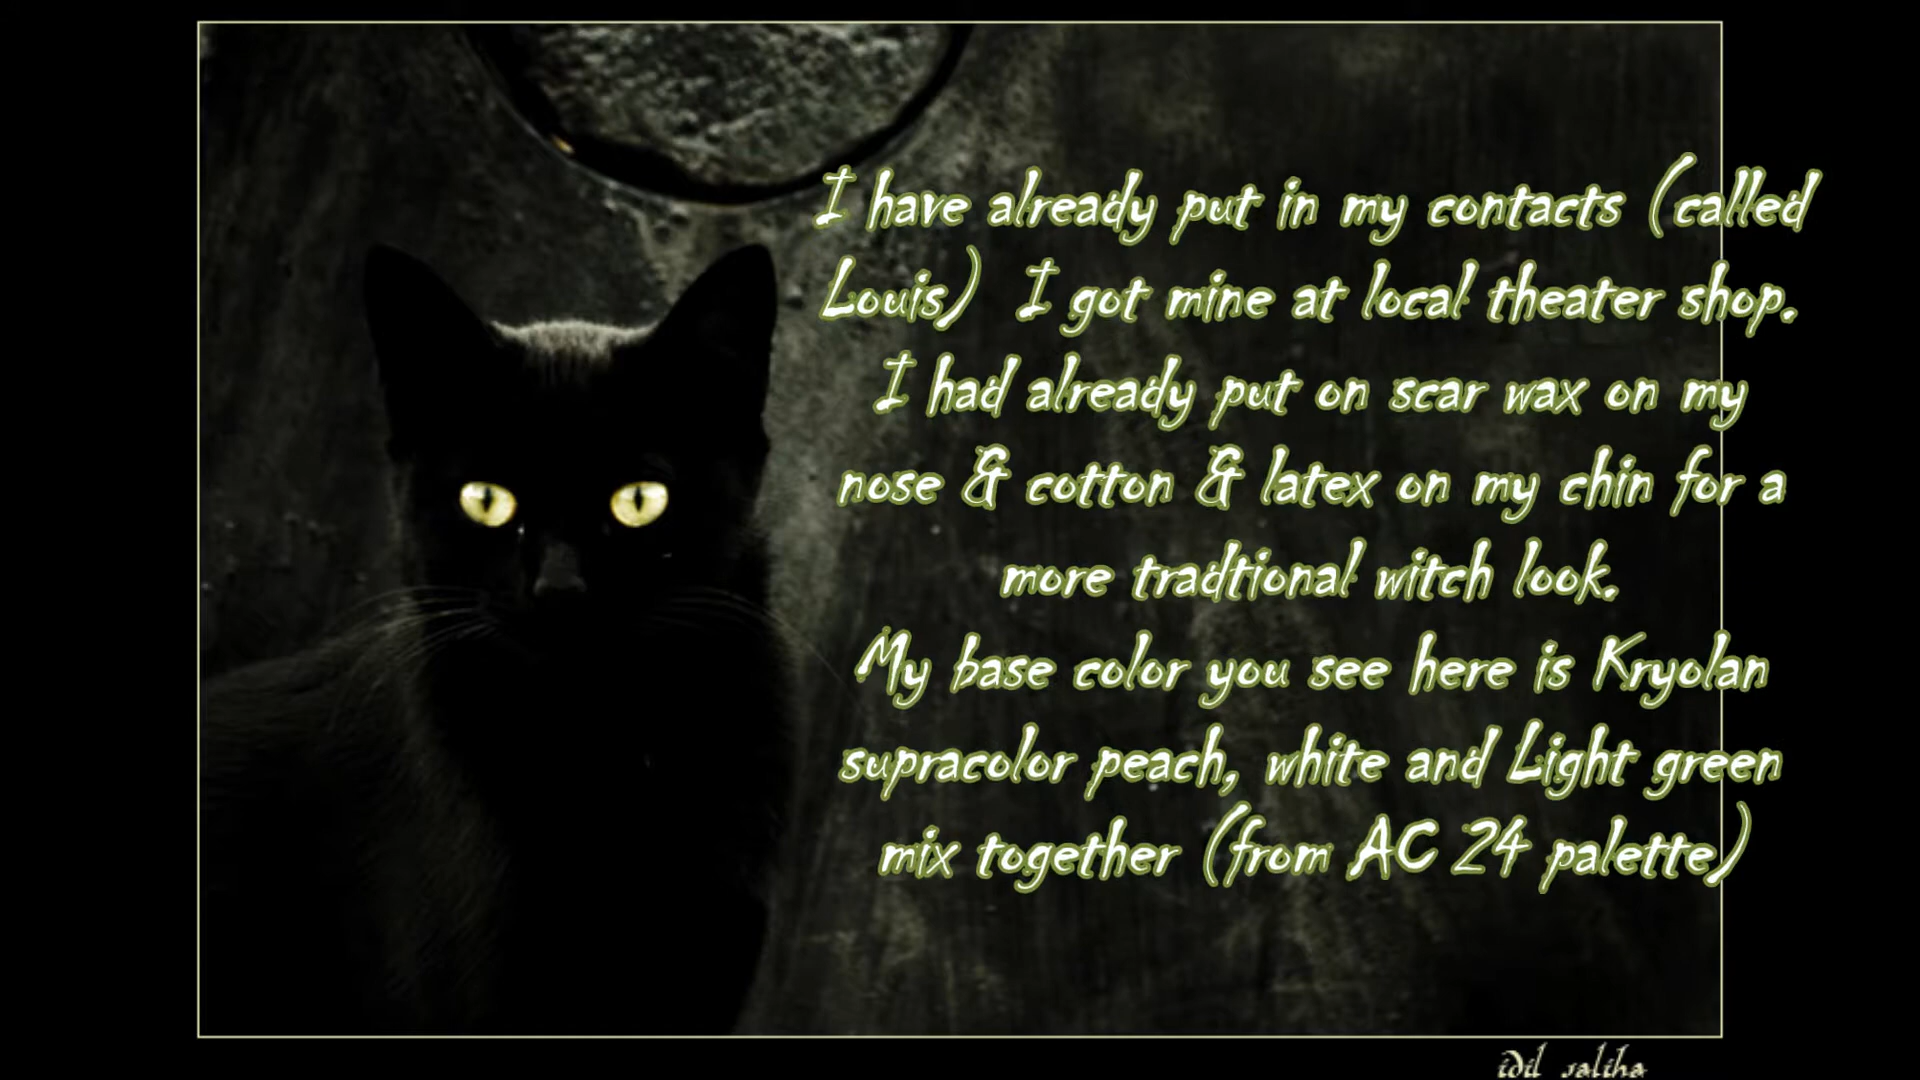 I have already put in my contacts (called
Louis) I got mine at local theater shop.
I had already put on scar wax on my
nose & cotton & latex on my chin for a
more tradtional witch look.
My base color you see here is Kryolan
supracolor peach, white and Light green
mix together (from AC 24 palette)
idil saliha